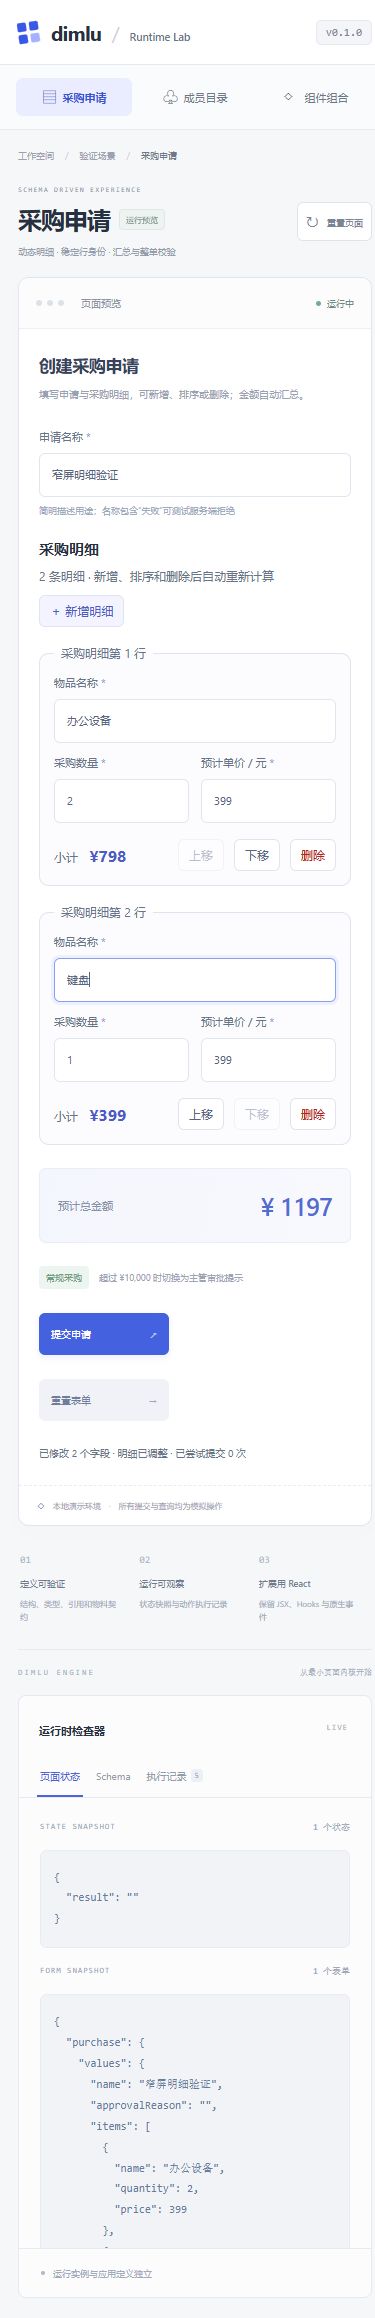 dimlu / Runtime Lab v0.1.0
采购申请 成员目录 组件组合
工作空间 / 验证场景 / 采购申请
SCHEMA DRIVEN EXPERIENCE
采购申请 运行预览 重置页面
动态明细 · 稳定行身份 · 汇总与整单校验
页面预览 运行中
创建采购申请
填写申请与采购明细，可新增、排序或删除；金额自动汇总。
申请名称 *
窄屏明细验证
简明描述用途；名称包含“失败”可测试服务端拒绝
采购明细
2 条明细 · 新增、排序和删除后自动重新计算
+ 新增明细
采购明细第 1 行
物品名称 *
办公设备
采购数量 * 预计单价 / 元 *
2 399
小计 ¥798 上移 下移 删除
采购明细第 2 行
物品名称 *
键盘
采购数量 * 预计单价 / 元 *
1 399
小计 ¥399 上移 下移 删除
预计总金额 ¥ 1197
常规采购 超过 ¥10,000 时切换为主管审批提示
提交申请 ↗
重置表单 →
已修改 2 个字段 · 明细已调整 · 已尝试提交 0 次
◇ 本地演示环境 · 所有提交与查询均为模拟操作
01 02 03
定义可验证 运行可观察 扩展用 React
结构、类型、引用和物料契约 状态快照与动作执行记录 保留 JSX、Hooks 与原生事件
DIMLU ENGINE 从最小页面内核开始
运行时检查器 LIVE
页面状态 Schema 执行记录 5
STATE SNAPSHOT 1 个状态
{
"result": ""
}
FORM SNAPSHOT 1 个表单
{
"purchase": {
"values": {
"name": "窄屏明细验证",
"approvalReason": "",
"items": [
{
"name": "办公设备",
"quantity": 2,
"price": 399
},
运行实例与应用定义独立